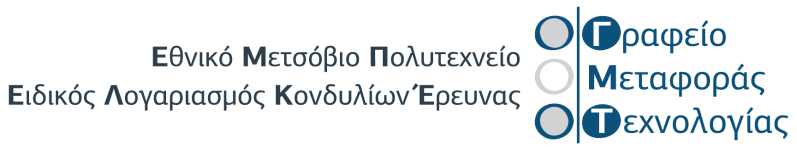 Εθνικό Μετσόβιο Πολυτεχνείο
Ειδικός Λογαριασμός Κονδυλίων Έρευνας
Γραφείο
Μεταφοράς
Τεχνολογίας